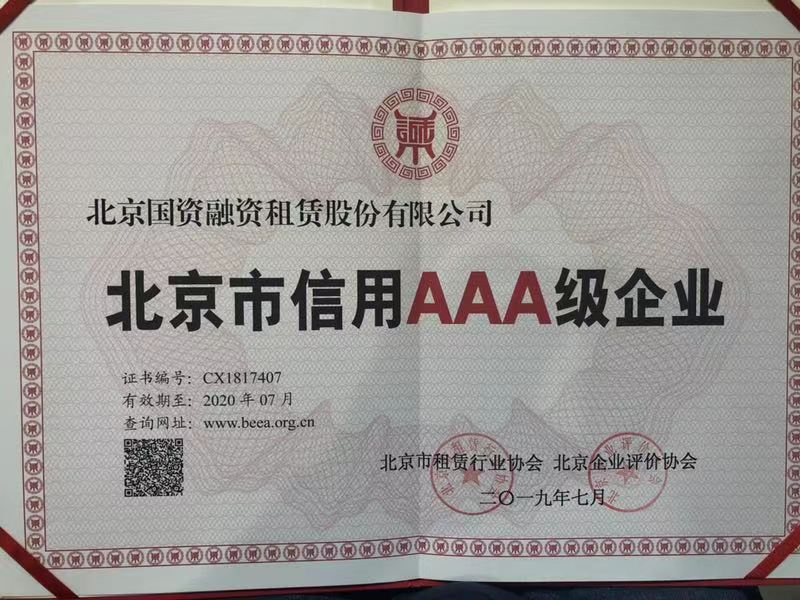 誠
北京国资融资租赁股份有限公司
北京市信用AAA级企业
证书编号：CX1817407
有效期至：2020 年 07 月
查询网址：www.beea.org.cn
北京市租赁行业协会 北京企业评价协会
二〇一九年七月